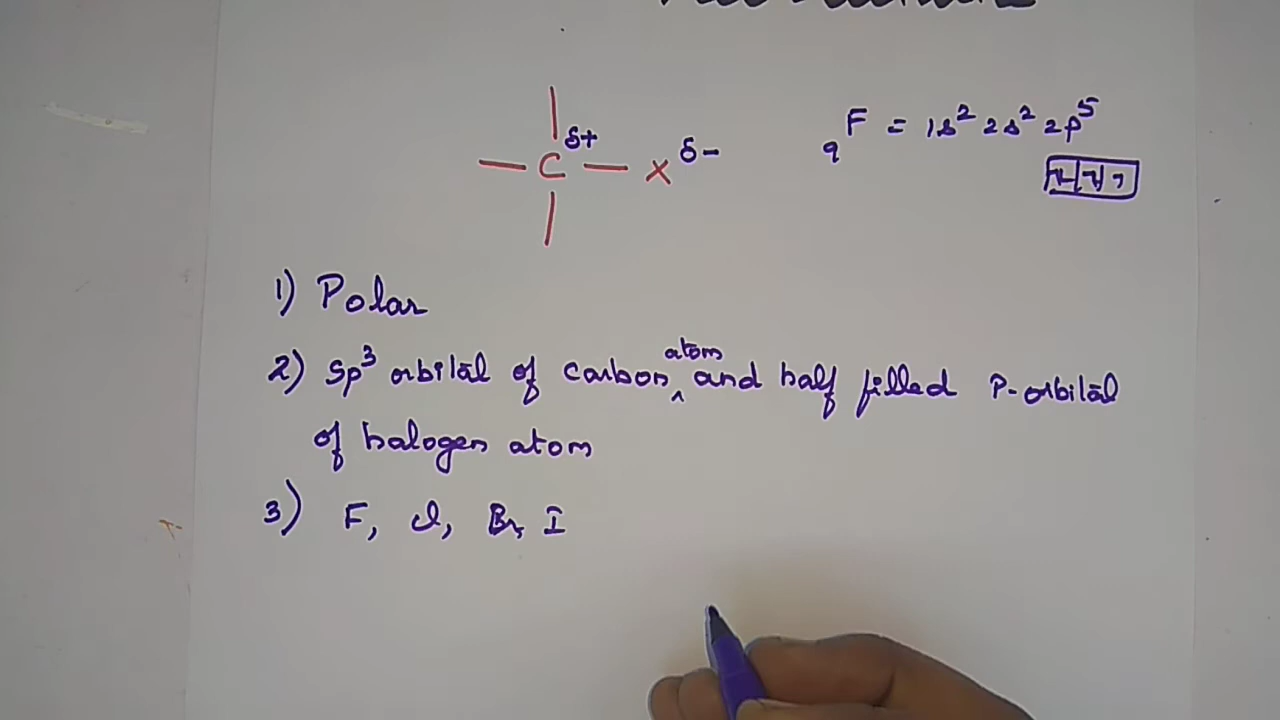 C δ+ — X δ-
₉F = 1s² 2s² 2p⁵
1) Polar
2) Sp³ orbital of carbon atom and half filled P-orbital
of halogen atom
3) F, Cl, Br, I